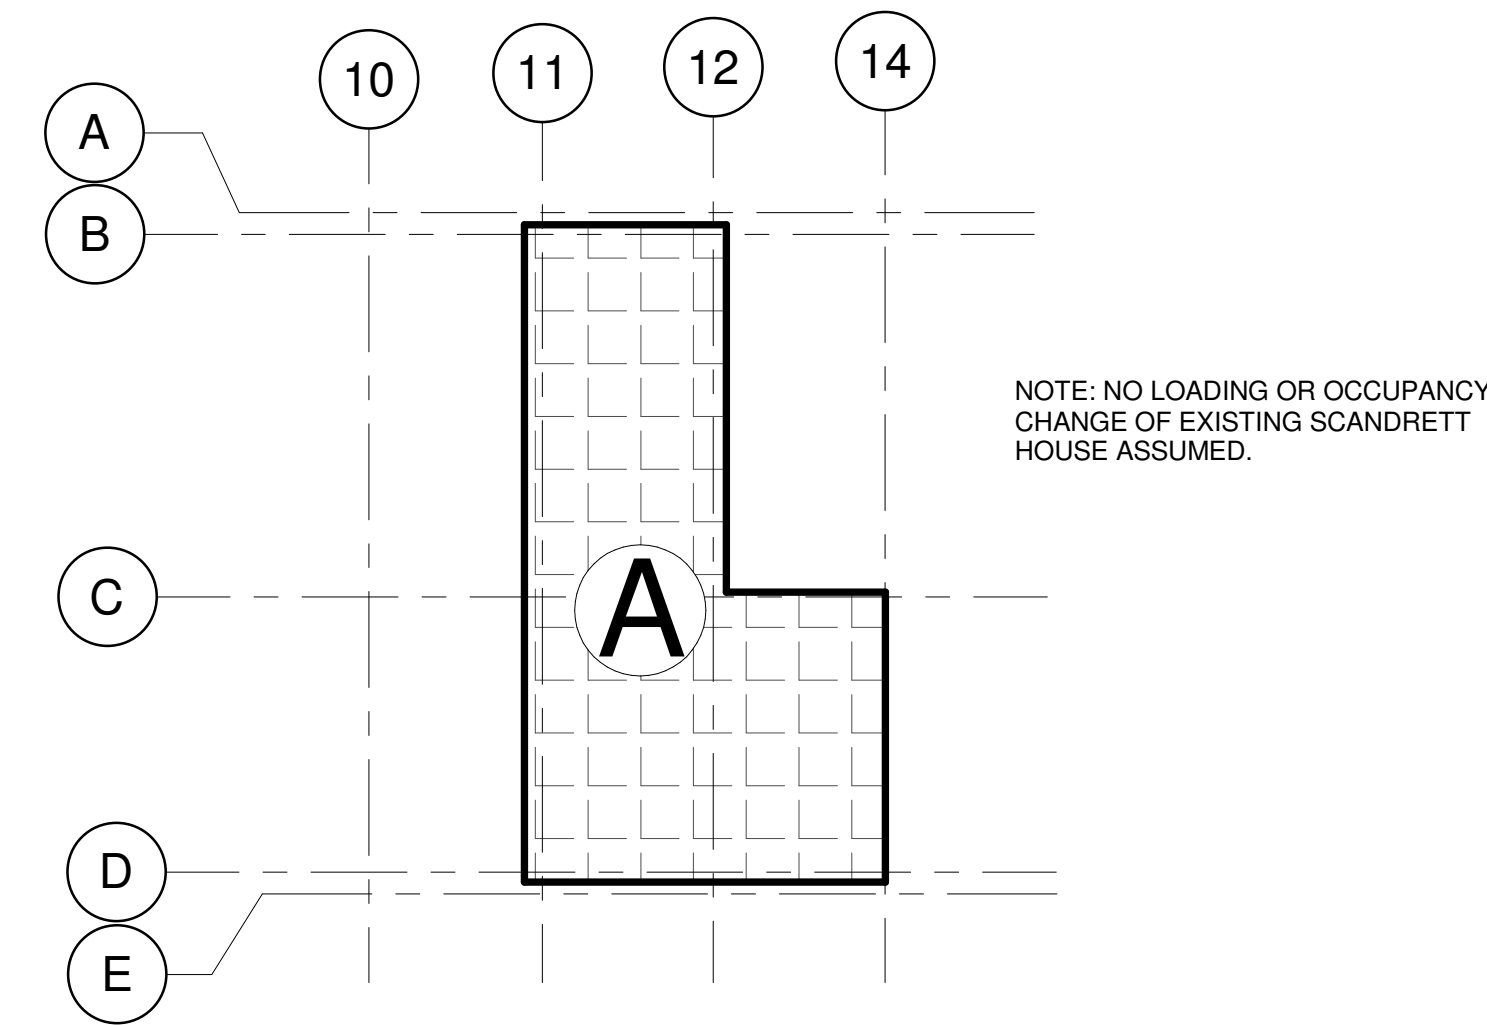 10
11
12
14
A
B
NOTE: NO LOADING OR OCCUPANCY
CHANGE OF EXISTING SCANDRETT
HOUSE ASSUMED.
C
A
D
E